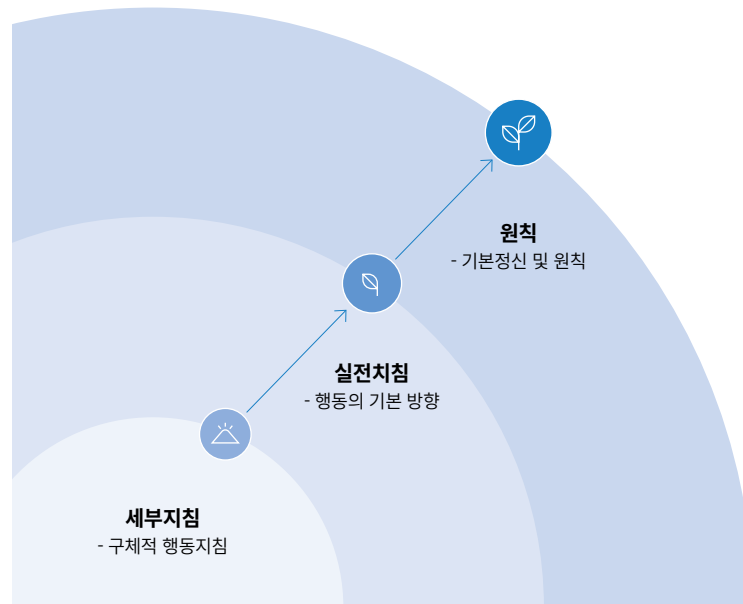 원칙
- 기본정신 및 원칙
실전치침
- 행동의 기본 방향
세부지침
- 구체적 행동지침